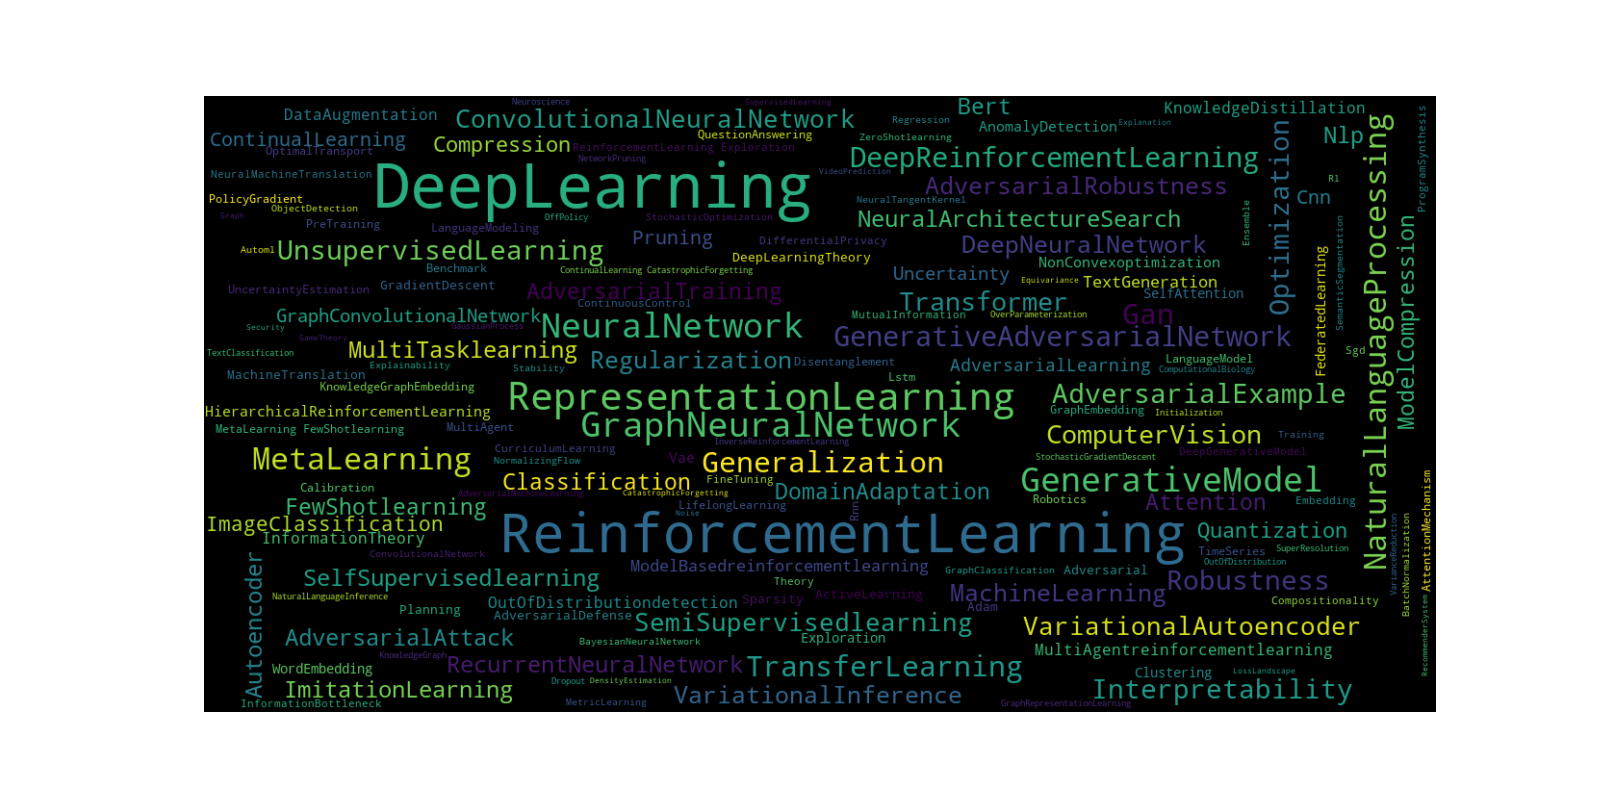 Neuroscience
SupervisedLearning
DataAugmentation
ConvolutionalNeuralNetwork
Bert
KnowledgeDistillation
Regression
AnomalyDetection
Explanation
ContinualLearning
Compression
QuestionAnswering
ZeroShotlearning
Nlp
OptimalTransport
ReinforcementLearning Exploration
NetworkPruning
DeepReinforcementLearning
NeuralMachineTranslation
DeepLearning
VideoPrediction
AdversarialRobustness
Rl
PolicyGradient
NeuralTangentKernel
Cnn
ObjectDetection
Graph
OffPolicy
StochasticOptimization
NeuralArchitectureSearch
PreTraining
LanguageModeling
Pruning
DifferentialPrivacy
DeepNeuralNetwork
Automl
UnsupervisedLearning
DeepLearningTheory
NonConvexoptimization
Benchmark
ContinualLearning CatastrophicForgetting
Uncertainty
Equivariance
TextGeneration
UncertaintyEstimation
GradientDescent
AdversarialTraining
ContinuousControl
Transformer
SelfAttention
GraphConvolutionalNetwork
MutualInformation
OverParameterization
Gan
Security
GaussianProcess
NeuralNetwork
GenerativeAdversarialNetwork
GameTheory
TextClassification
MultiTasklearning
Regularization
Disentanglement
AdversarialLearning
LanguageModel
Sgd
Explainability
Stability
ComputationalBiology
MachineTranslation
Lstm
KnowledgeGraphEmbedding
RepresentationLearning
AdversarialExample
HierarchicalReinforcementLearning
GraphEmbedding
Initialization
MetaLearning FewShotlearning
MultiAgent
GraphNeuralNetwork
ComputerVision
Training
InverseReinforcementLearning
CurriculumLearning
MetaLearning
NormalizingFlow
Vae
Generalization
StochasticGradientDescent
DeepGenerativeModel
Calibration
Classification
FineTuning
GenerativeModel
AdversarialMachineLearning
CatastrophicForgetting
DomainAdaptation
Robotics
Attention
Embedding
FewShotlearning
LifelongLearning
Noise
Rnn
ImageClassification
ReinforcementLearning
Quantization
InformationTheory
ConvolutionalNetwork
TimeSeries
SuperResolution
OutOfDistribution
ModelBasedreinforcementlearning
GraphClassification
Adversarial
SelfSupervisedlearning
Theory
Robustness
NaturalLanguageInference
OutOfDistributiondetection
Sparsity
ActiveLearning
MachineLearning
Compositionality
Planning
AdversarialDefense
Adam
SemiSupervisedlearning
VariationalAutoencoder
AdversarialAttack
BayesianNeuralNetwork
Exploration
MultiAgentreinforcementlearning
KnowledgeGraph
WordEmbedding
RecurrentNeuralNetwork
TransferLearning
Clustering
LossLandscape
Dropout
DensityEstimation
ImitationLearning
VariationalInference
Interpretability
InformationBottleneck
MetricLearning
GraphRepresentationLearning
Autoencoder
Ensemble
Optimization
FederatedLearning
SemanticSegmentation
NaturalLanguageProcessing
ModelCompression
ProgramSynthesis
VarianceReduction
BatchNormalization
AttentionMechanism
RecommenderSystem